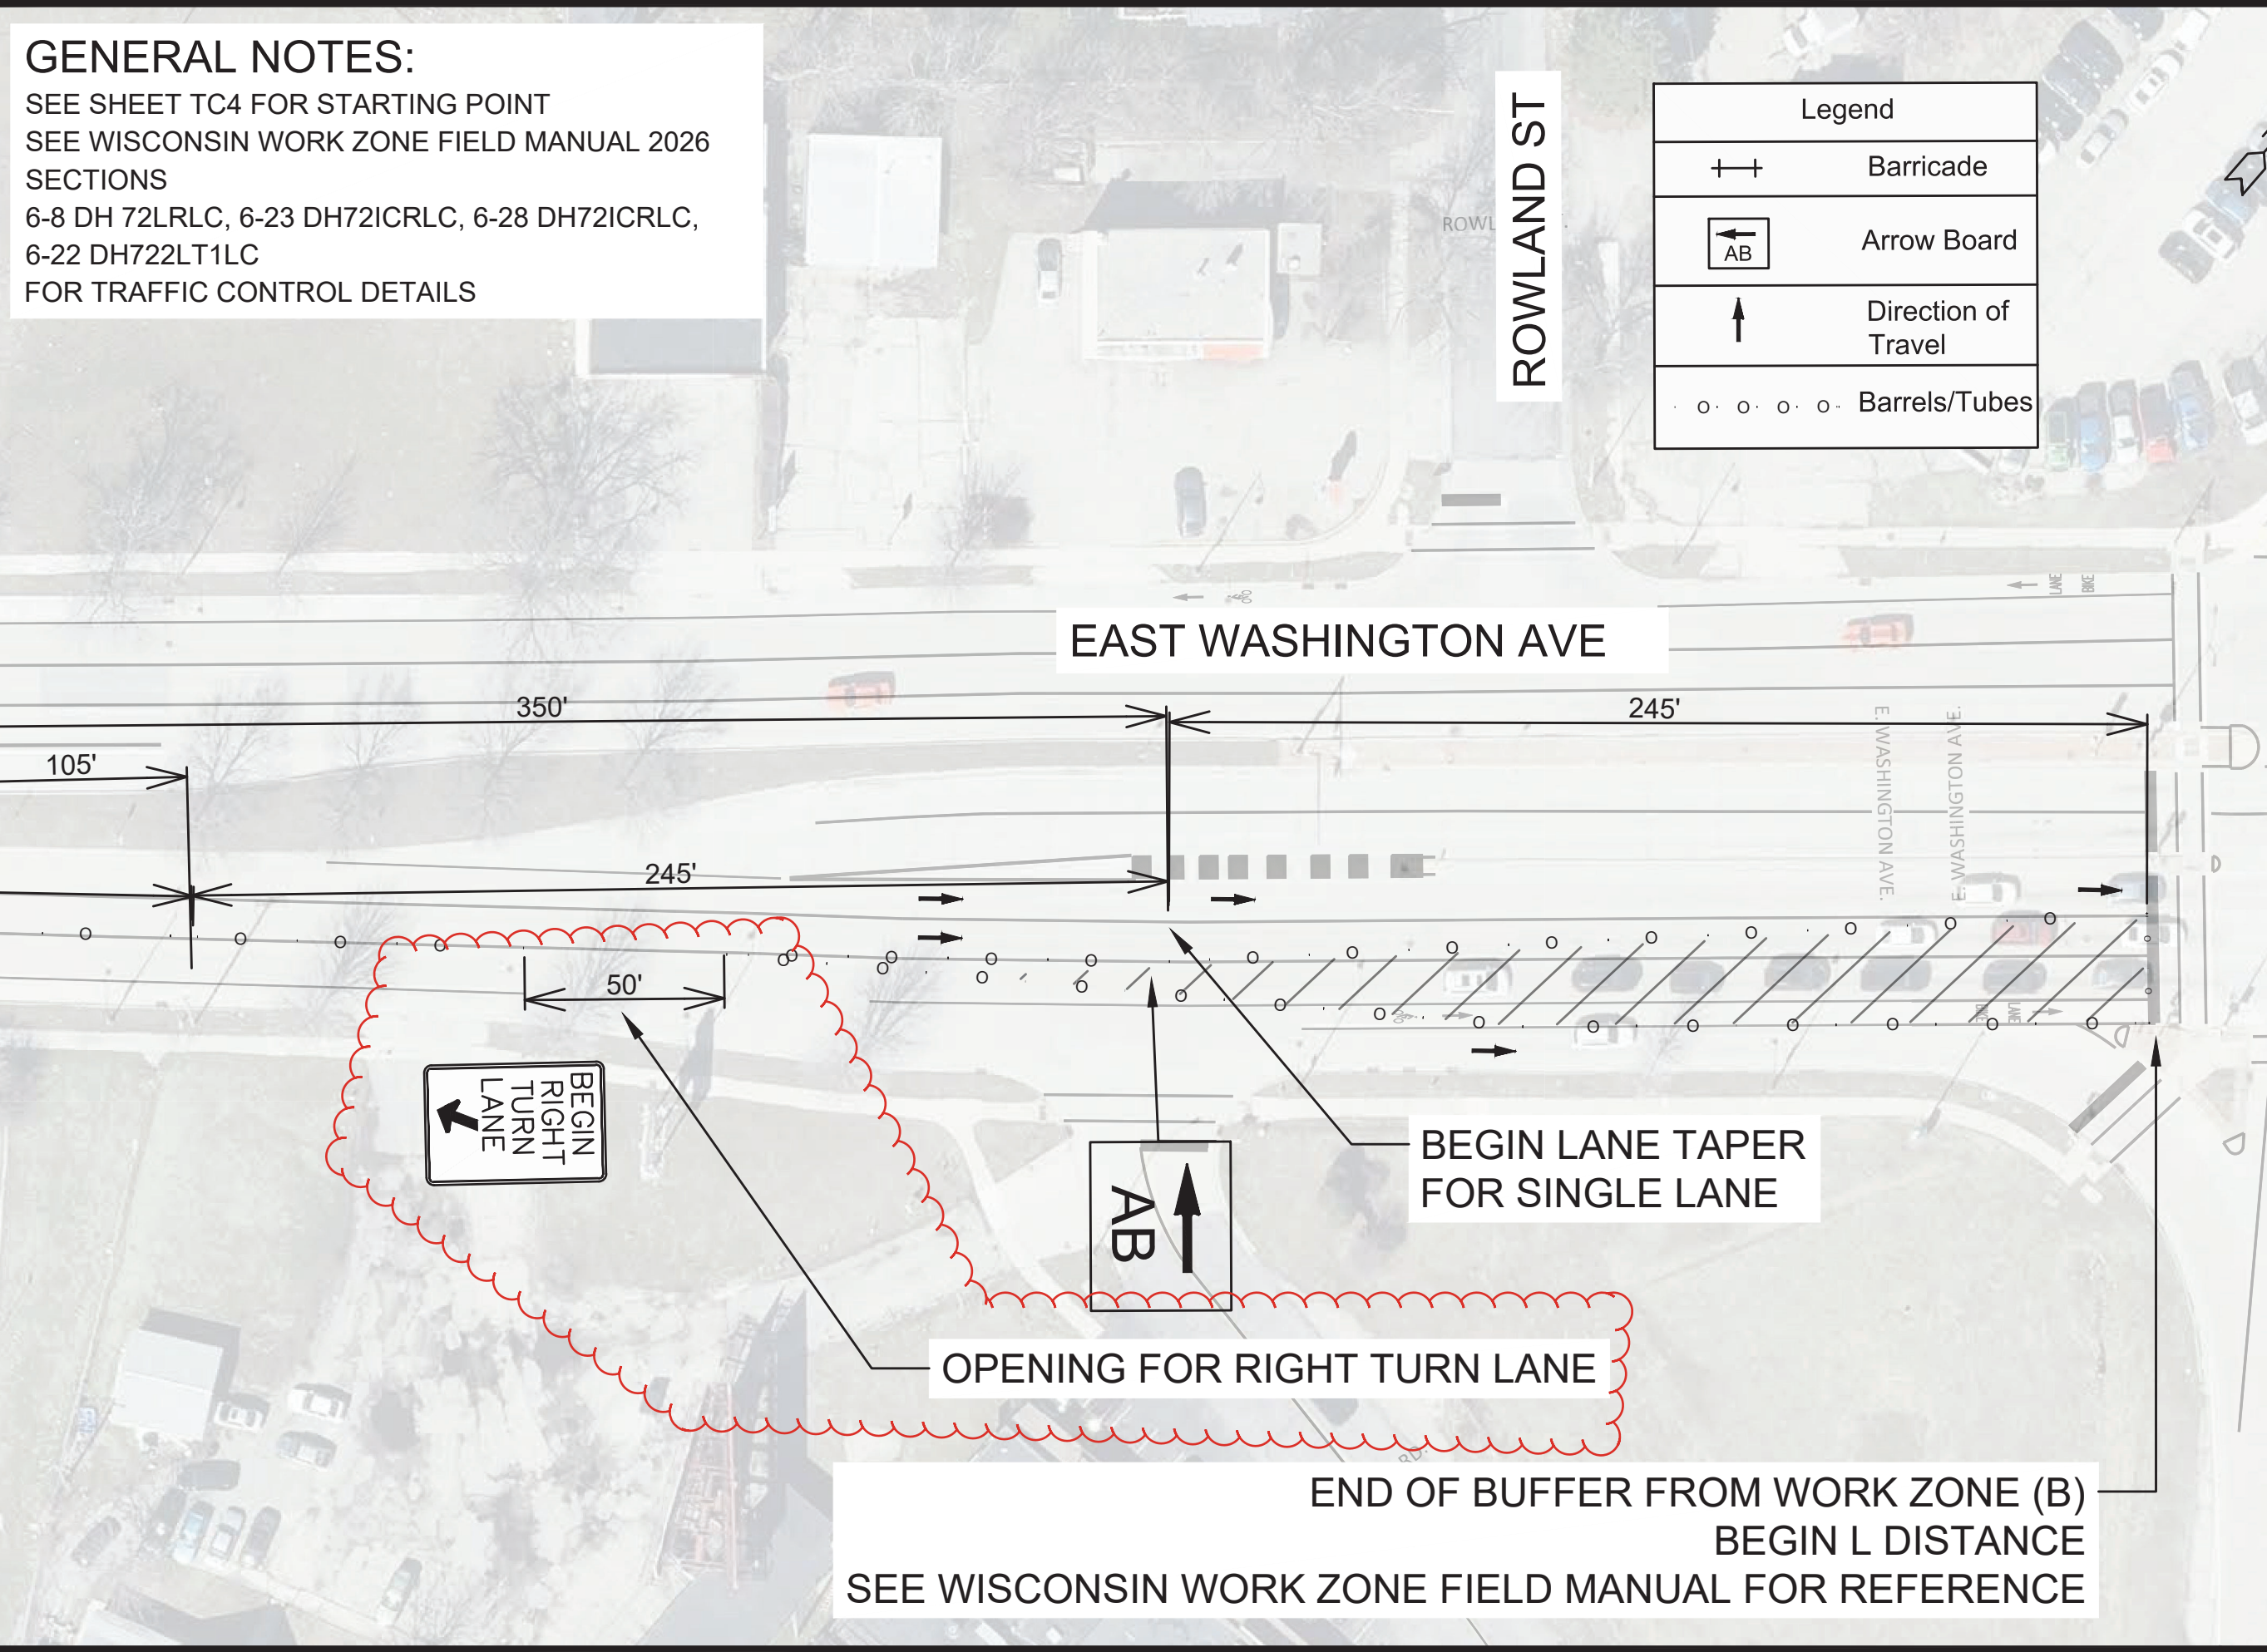 GENERAL NOTES:
SEE SHEET TC4 FOR STARTING POINT
SEE WISCONSIN WORK ZONE FIELD MANUAL 2026
SECTIONS
6-8 DH 72LRLC, 6-23 DH72ICRLC, 6-28 DH72ICRLC,
6-22 DH722LT1LC
FOR TRAFFIC CONTROL DETAILS
ROWLAND ST
Legend
Barricade
AB
Arrow Board
Direction of
Travel
Barrels/Tubes
LANE
BIKE
EAST WASHINGTON AVE
350'
245'
105'
E. WASHINGTON AVE.
E. WASHINGTON AVE.
245'
50'
BEGIN
RIGHT
TURN
LANE
LANE
BEGIN LANE TAPER
FOR SINGLE LANE
AB
OPENING FOR RIGHT TURN LANE
RD.
END OF BUFFER FROM WORK ZONE (B)
BEGIN L DISTANCE
SEE WISCONSIN WORK ZONE FIELD MANUAL FOR REFERENCE